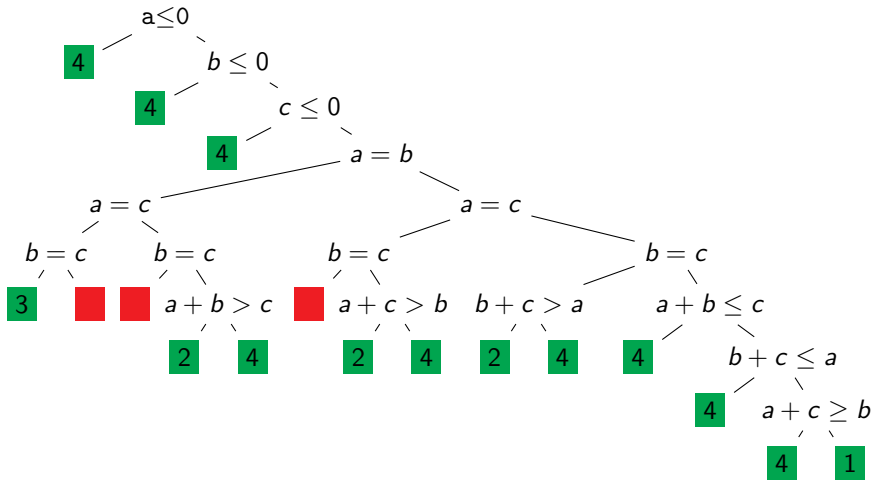 a≤0
4 b ≤ 0
4 c ≤ 0
4 a = b
a = c a = c
b = c b = c b = c b = c
3 a + b > c a + c > b b + c > a a + b ≤ c
2 4 2 4 2 4 4 b + c ≤ a
4 a + c ≥ b
4 1